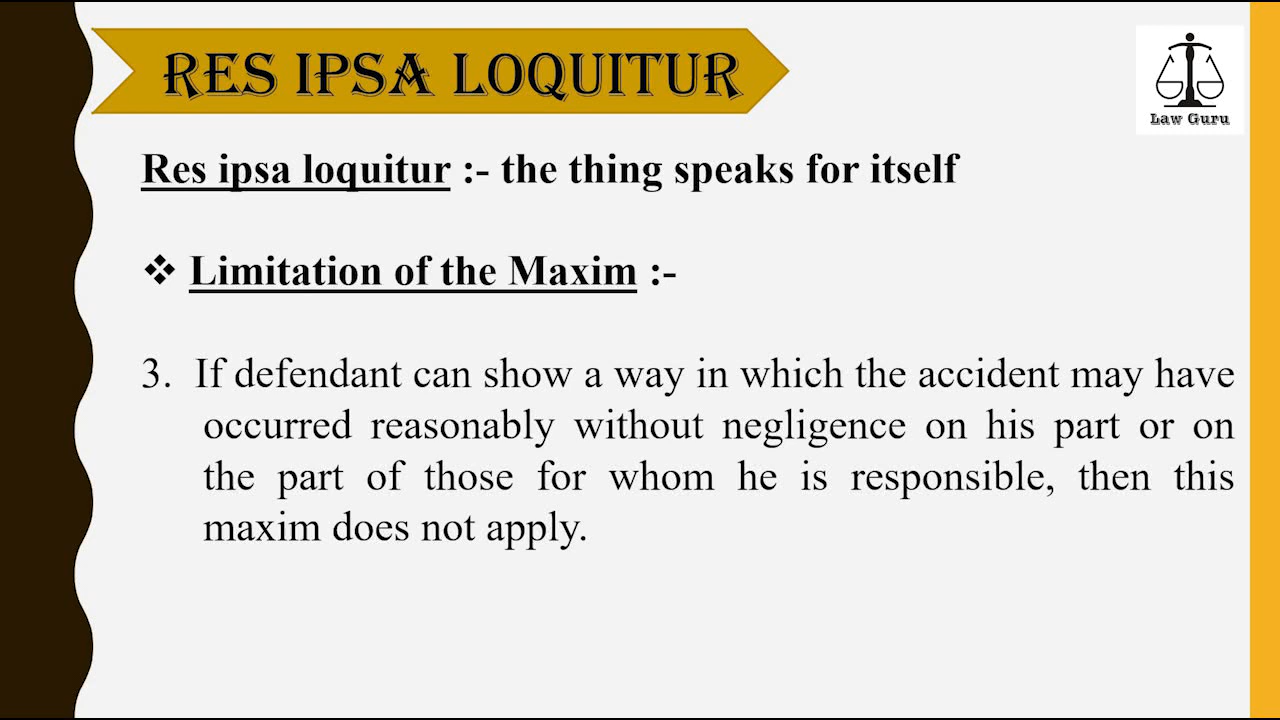 RES IPSA LOQUITUR
Law Guru
Res ipsa loquitur :- the thing speaks for itself
❖ Limitation of the Maxim :-
3. If defendant can show a way in which the accident may have
occurred reasonably without negligence on his part or on
the part of those for whom he is responsible, then this
maxim does not apply.